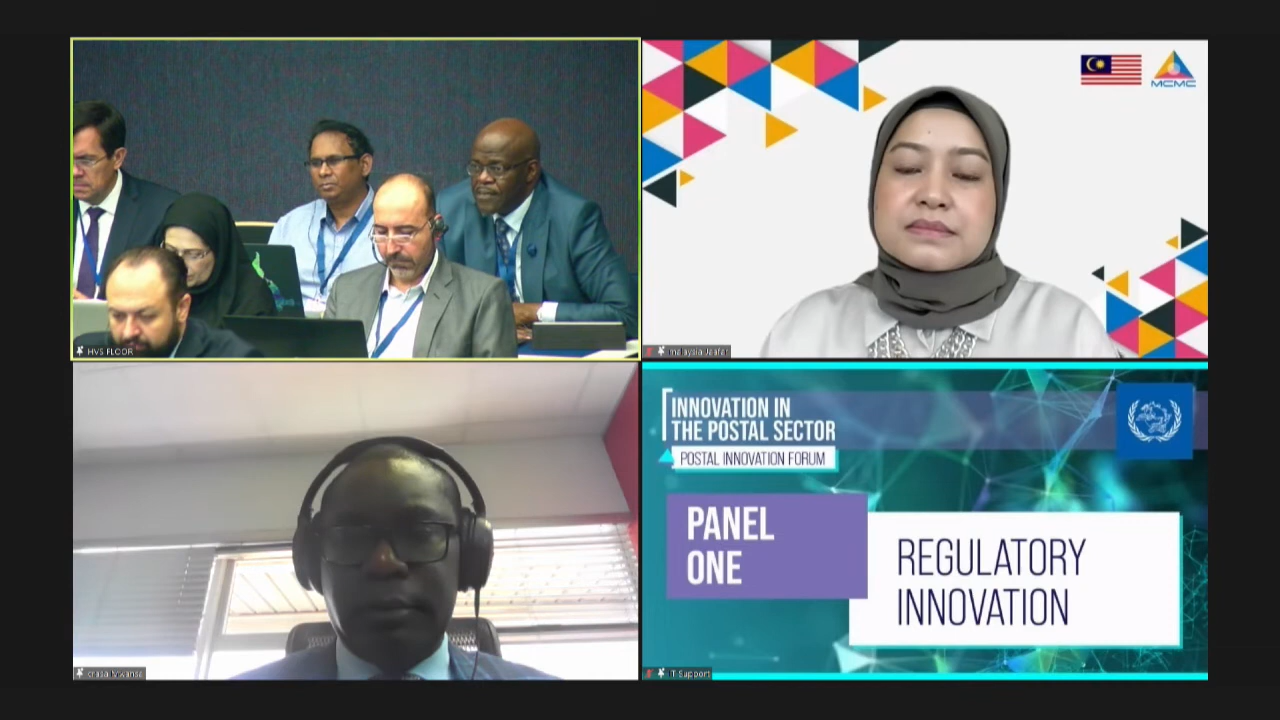 MCMC
HVS FLOOR
INNOVATION IN
THE POSTAL SECTOR
POSTAL INNOVATION FORUM
PANEL
ONE
REGULATORY
INNOVATION
IT Support